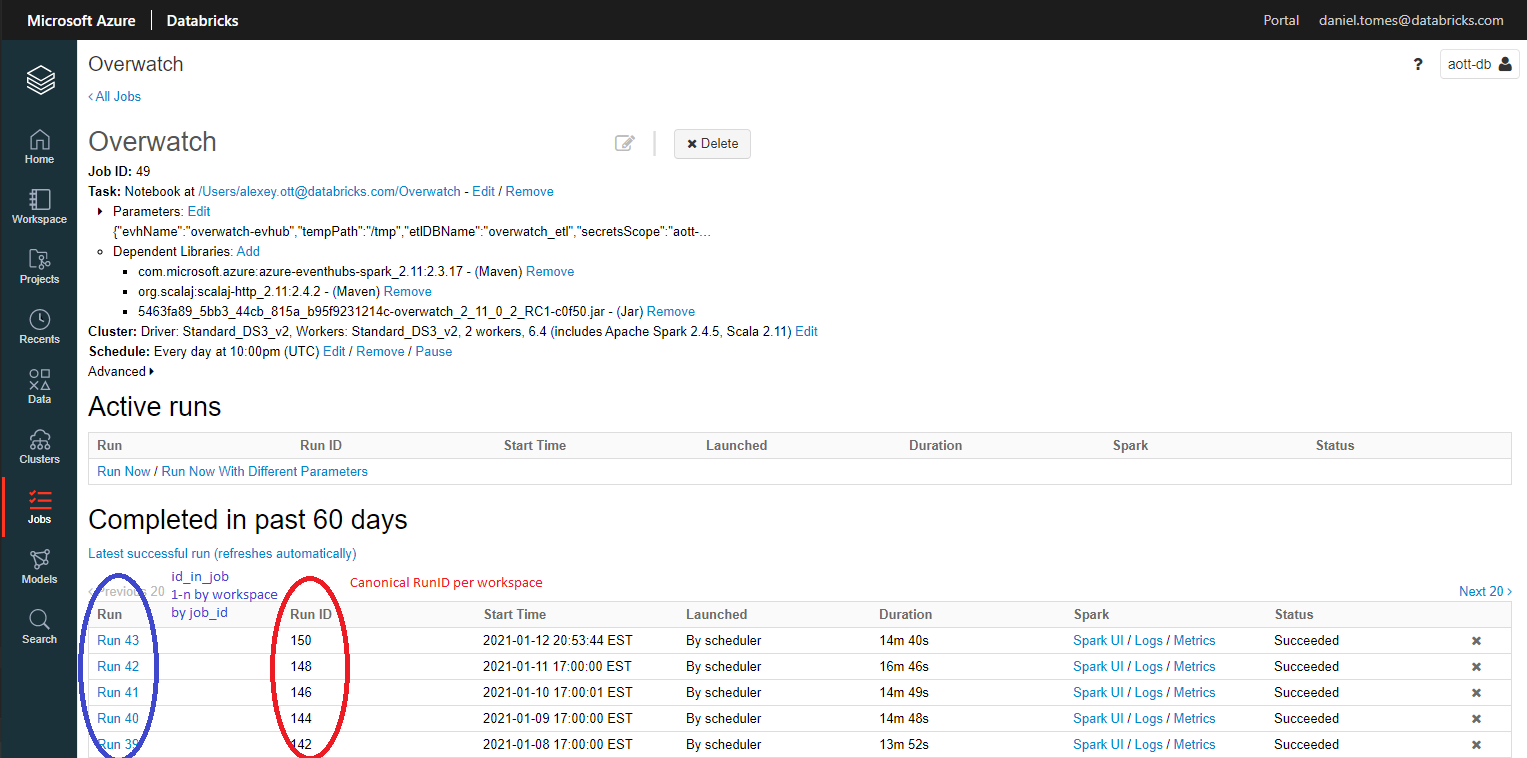 Microsoft Azure | Databricks Portal daniel.tomes@databricks.com
Overwatch ? aott-db
‹ All Jobs
Overwatch ✖ Delete
Job ID: 49
Task: Notebook at /Users/alexey.ott@databricks.com/Overwatch - Edit / Remove
Parameters: Edit
{"evhName":"overwatch-evhub","tempPath":"/tmp","etlDBName":"overwatch_etl","secretsScope":"aott-...
Dependent Libraries: Add
com.microsoft.azure:azure-eventhubs-spark_2.11:2.3.17 - (Maven) Remove
org.scalaj:scalaj-http_2.11:2.4.2 - (Maven) Remove
5463fa89_5bb3_44cb_815a_b95f9231214c-overwatch_2_11_0_2_RC1-c0f50.jar - (Jar) Remove
Cluster: Driver: Standard_DS3_v2, Workers: Standard_DS3_v2, 2 workers, 6.4 (includes Apache Spark 2.4.5, Scala 2.11) Edit
Schedule: Every day at 10:00pm (UTC) Edit / Remove / Pause
Advanced
Home
Workspace
Projects
Recents
Data
Clusters
Jobs
Models
Search
Active runs
Run Run ID Start Time Launched Duration Spark Status
Run Now / Run Now With Different Parameters
Completed in past 60 days
Latest successful run (refreshes automatically)
‹ Previous 20 Next 20 ›
id_in_job
1-n by workspace
by job_id
Canonical RunID per workspace
Run Run ID Start Time Launched Duration Spark Status
Run 43 150 2021-01-12 20:53:44 EST By scheduler 14m 40s Spark UI / Logs / Metrics Succeeded ✖
Run 42 148 2021-01-11 17:00:00 EST By scheduler 16m 46s Spark UI / Logs / Metrics Succeeded ✖
Run 41 146 2021-01-10 17:00:01 EST By scheduler 14m 49s Spark UI / Logs / Metrics Succeeded ✖
Run 40 144 2021-01-09 17:00:00 EST By scheduler 14m 48s Spark UI / Logs / Metrics Succeeded ✖
Run 39 142 2021-01-08 17:00:00 EST By scheduler 13m 52s Spark UI / Logs / Metrics Succeeded ✖